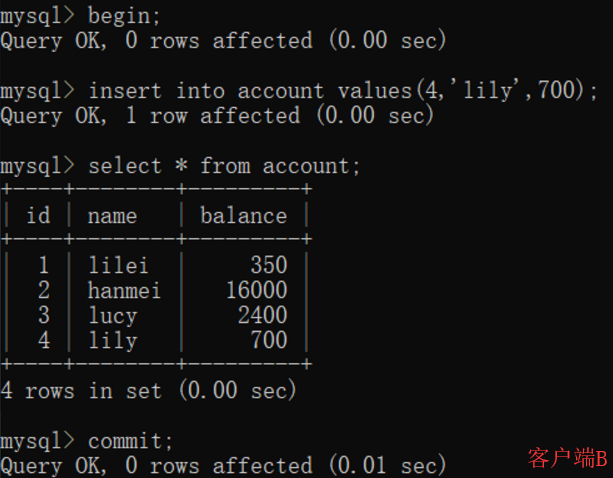 mysql> begin;
Query OK, 0 rows affected (0.00 sec)
mysql> insert into account values(4,'lily',700);
Query OK, 1 row affected (0.00 sec)
mysql> select * from account;
+----+--------+---------+
| id | name | balance |
+----+--------+---------+
| 1 | lilei | 350 |
| 2 | hanmei | 16000 |
| 3 | lucy | 2400 |
| 4 | lily | 700 |
+----+--------+---------+
4 rows in set (0.00 sec)
mysql> commit;
Query OK, 0 rows affected (0.01 sec)
客户端B